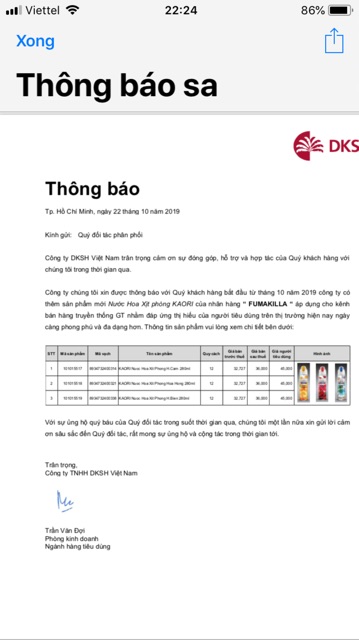 Viettel 22:24 86%
Xong
Thông báo sa
DKS
Thông báo
Tp. Hồ Chí Minh, ngày 22 tháng 10 năm 2019
Kính gửi: Quý đối tác phân phối
Công ty DKSH Việt Nam trân trọng cảm ơn sự đóng góp, hỗ trợ và hợp tác của Quý khách hàng với
chúng tôi trong thời gian qua.
Công ty chúng tôi xin được thông báo với Quý khách hàng bắt đầu từ tháng 10 năm 2019 công ty có
thêm sản phẩm mới Nước Hoa Xịt phòng KAORI của nhãn hàng " FUMAKILLA " áp dụng cho kênh
bán hàng truyền thống GT nhằm đáp ứng thị hiếu của người tiêu dùng trên thị trường hiện nay ngày
càng phong phú và đa dạng hơn. Thông tin sản phẩm vui lòng xem chi tiết bên dưới:
STT Mã sản phẩm Mã vạch Tên sản phẩm Quy cách Giá bán trước thuế Giá bán sau thuế Giá người tiêu dùng Hình ảnh
1 KAORI Nuoc Hoa Xit Phong H.Cam 280ml 12 32,727 36,000 45,000
2 KAORI Nuoc Hoa Xit Phong Hoa Hong 280ml 12 32,727 36,000 45,000
3 KAORI Nuoc Hoa Xit Phong 280ml 12 32,727 36,000 45,000
Với sự ủng hộ quý báu của Quý đối tác trong suốt thời gian qua, chúng tôi một lần nữa xin gửi lời cảm
ơn sâu sắc đến Quý đối tác, rất mong sự ủng hộ và cộng tác trong thời gian tới.
Trân trọng,
Công ty TNHH DKSH Việt Nam
Trần Văn Đợi
Phòng kinh doanh
Ngành hàng tiêu dùng